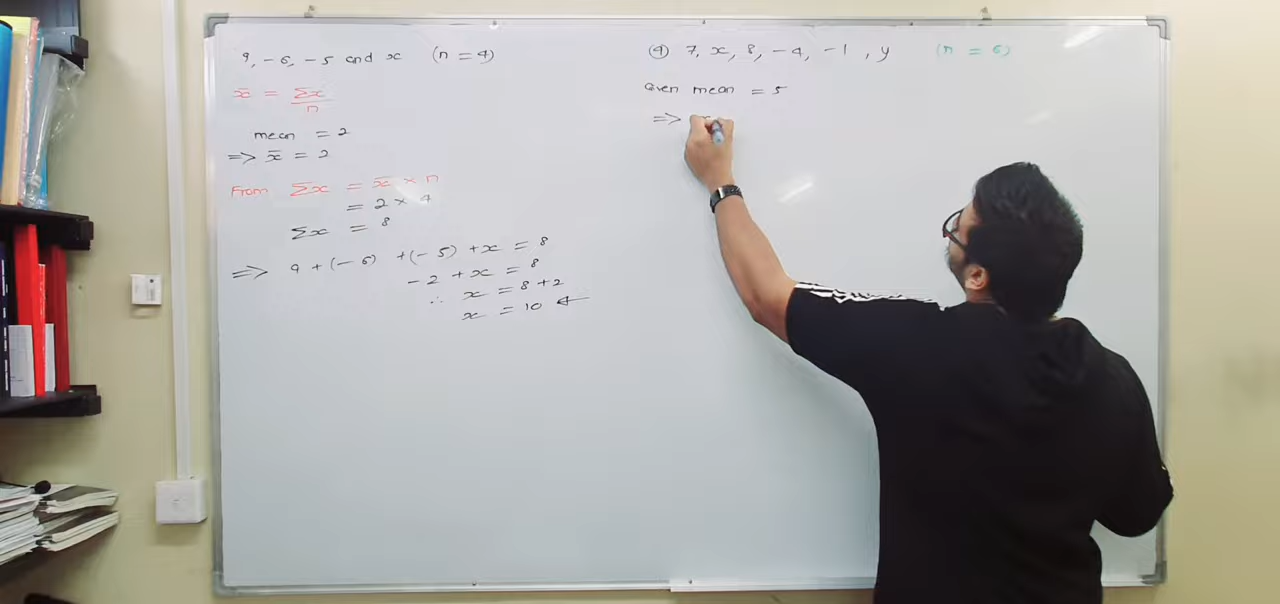 9, -6, -5 and x (n = 4)
x̄ = Σx / n
mean = 2
=> x̄ = 2
From Σx = x̄ × n
= 2 × 4
Σx = 8
=> 9 + (-6) + (-5) + x = 8
-2 + x = 8
∴ x = 8 + 2
x = 10 ←
④ 7, x, 8, -4, -1, y (n = 6)
Given mean = 5
=>